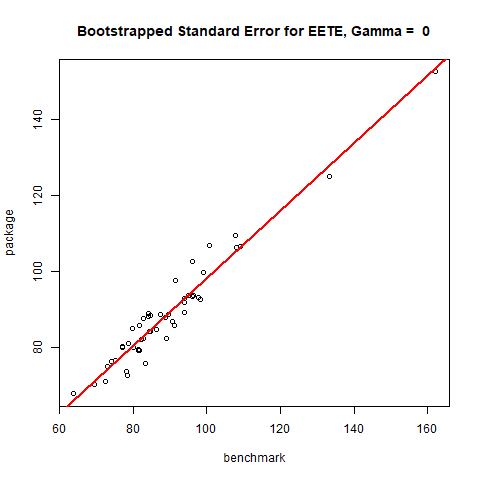 Bootstrapped Standard Error for EETE, Gamma =  0
140
120
100
80
package
60 80 100 120 140 160
benchmark